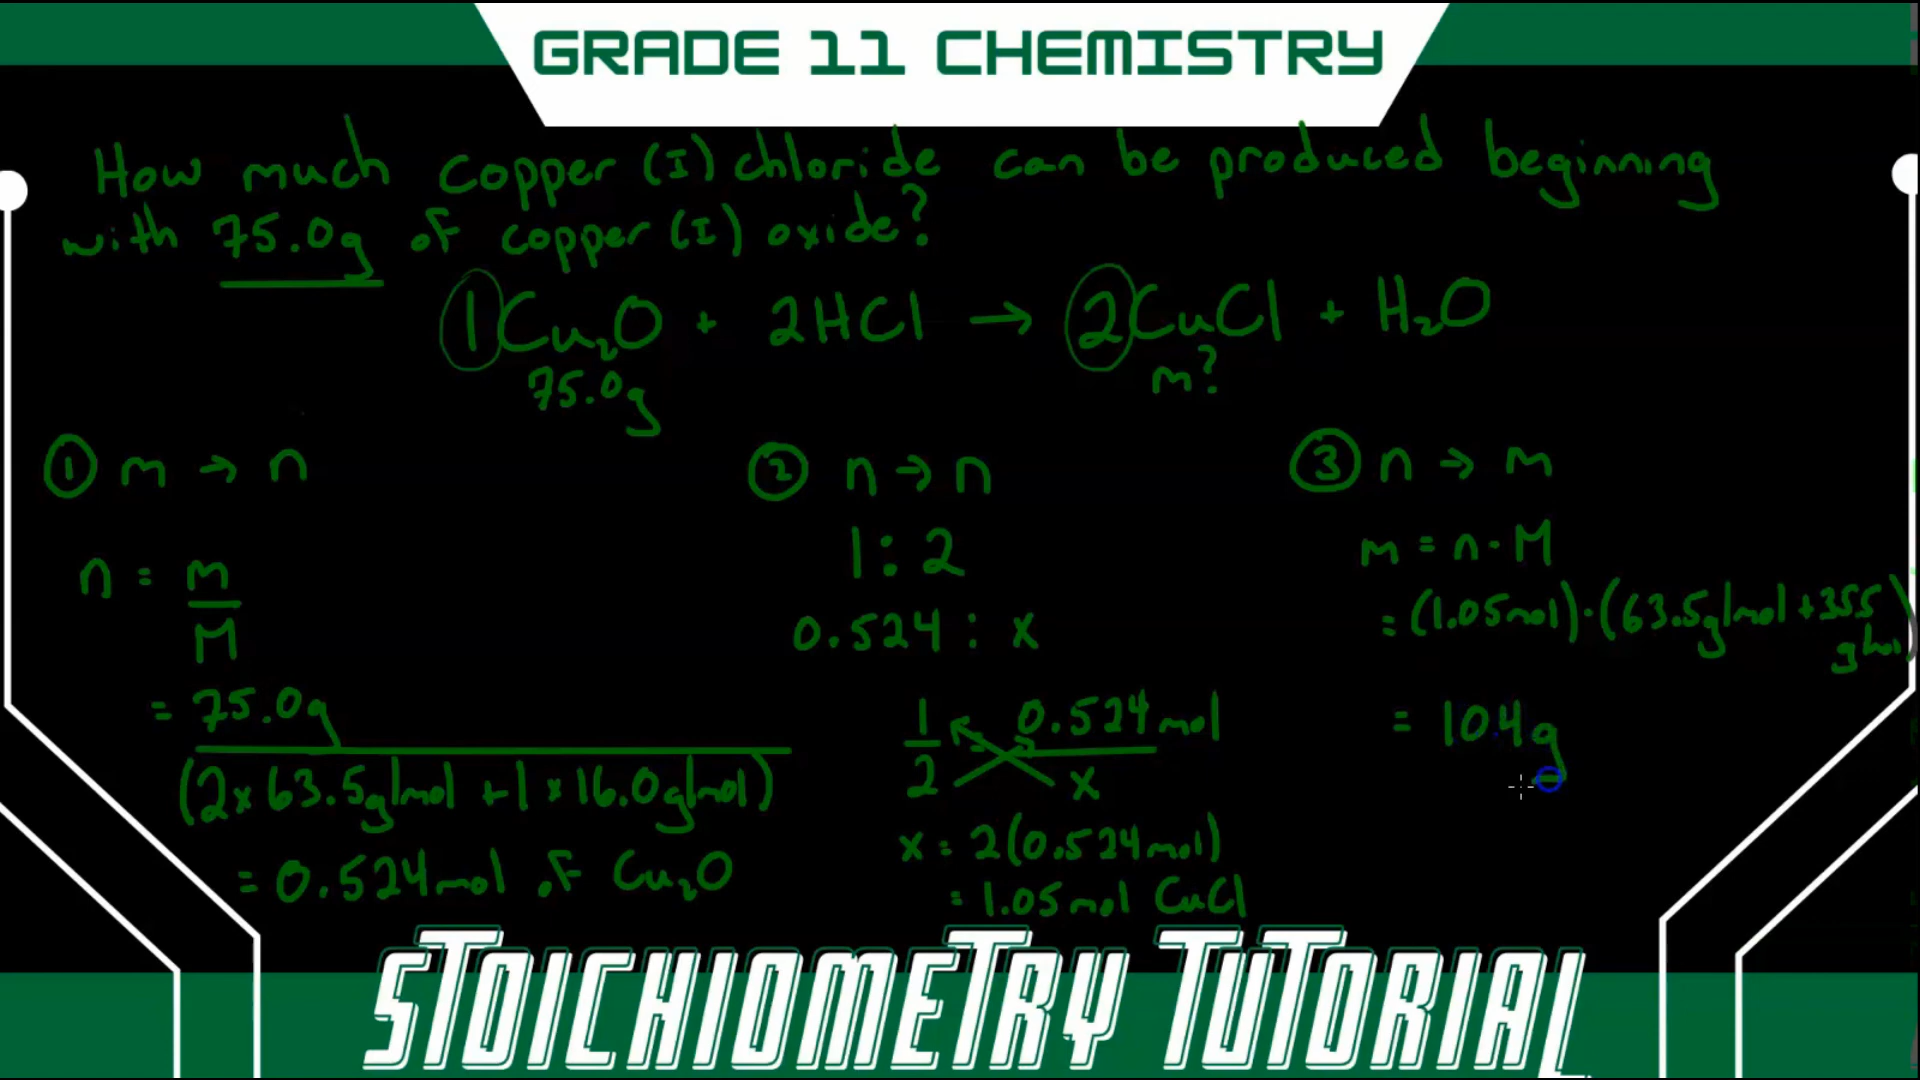 GRADE 11 CHEMISTRY
How much copper (I) chloride can be produced beginning
with 75.0g of copper (I) oxide?
1Cu₂O + 2HCl → 2CuCl + H₂O
75.0g m?
① m → n
n = m
M
= 75.0g
(2 × 63.5g/mol + 1 × 16.0g/mol)
= 0.524mol of Cu₂O
② n → n
1 : 2
0.524 : x
1 = 0.524mol
2 x
x = 2(0.524mol)
= 1.05mol CuCl
③ n → m
m = n · M
= (1.05mol) · (63.5g/mol + 355
g/mol)
= 104g
STOICHIOMETRY TUTORIAL